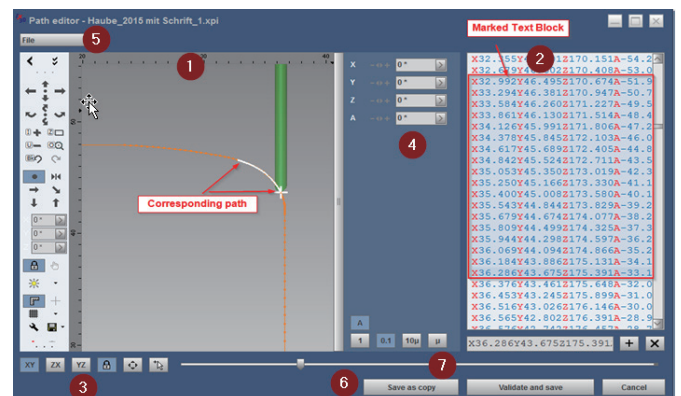 Path editor - Haube_2015 mit Schrift_1.xpi
Marked Text Block
File
5
20
30
40
1
2
X
0 °
Y
0 °
Z
0 °
A
0 °
4
X32.992Y46.495Z170.674A-51.9
X33.294Y46.381Z170.947A-50.7
X33.584Y46.260Z171.227A-49.5
X33.861Y46.130Z171.514A-48.4
X34.126Y45.991Z171.806A-47.2
X34.378Y45.845Z172.103A-46.0
X34.617Y45.689Z172.405A-44.8
X34.842Y45.524Z172.711A-43.5
X35.053Y45.350Z173.019A-42.3
X35.250Y45.166Z173.330A-41.1
X35.400Y45.008Z173.580A-40.1
X35.543Y44.844Z173.829A-39.2
X35.679Y44.674Z174.077A-38.2
X35.809Y44.499Z174.325A-37.3
X35.944Y44.298Z174.597A-36.2
X36.069Y44.094Z174.866A-35.2
X36.184Y43.886Z175.131A-34.1
X36.286Y43.675Z175.391A-33.1
X36.376Y43.461Z175.648A-32.0
X36.453Y43.245Z175.899A-31.0
X36.516Y43.026Z176.146A-30.0
X36.565Y42.802Z176.391A-28.9
Corresponding path
0 °
0 °
0 °
A
1 0.1 10µ µ
X36.286Y43.675Z175.391
XY ZX YZ
3
7
6
Save as copy
Validate and save
Cancel